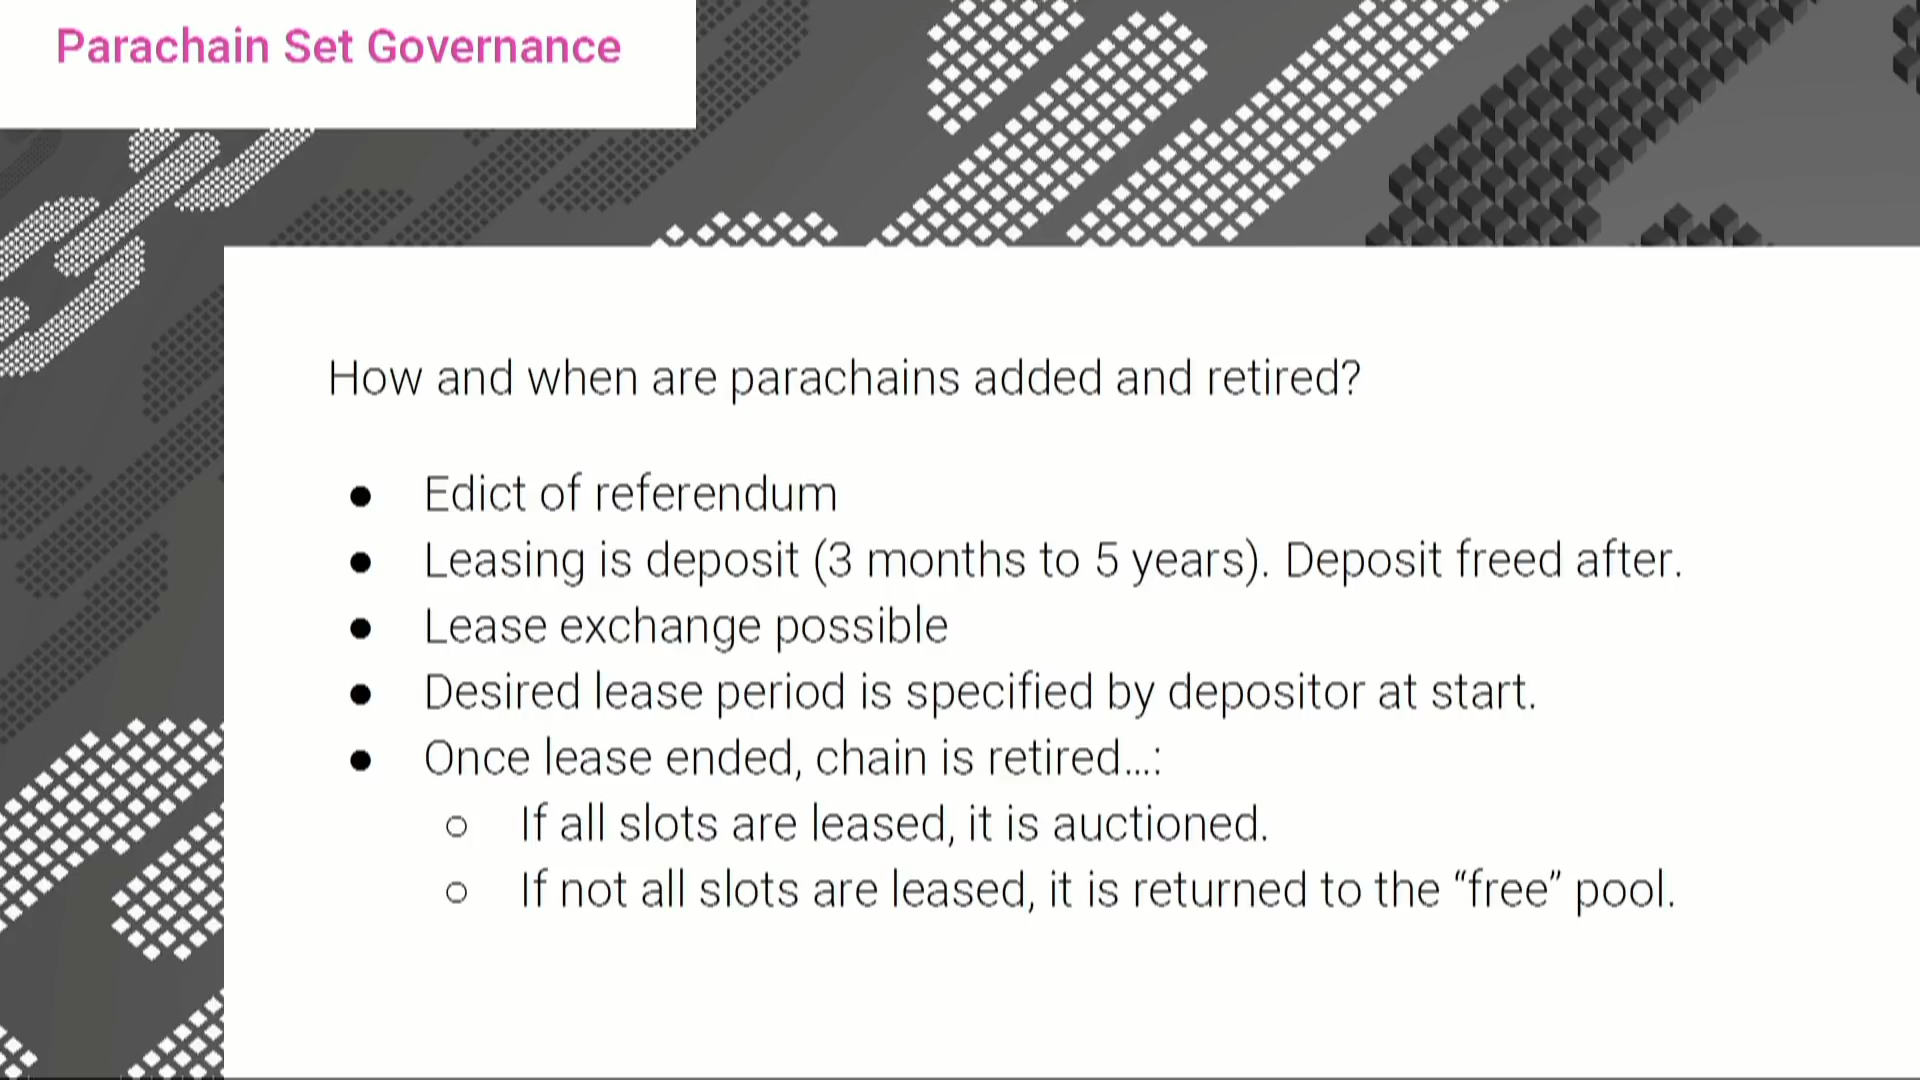 Parachain Set Governance
How and when are parachains added and retired?
● Edict of referendum
● Leasing is deposit (3 months to 5 years). Deposit freed after.
● Lease exchange possible
● Desired lease period is specified by depositor at start.
● Once lease ended, chain is retired...:
○ If all slots are leased, it is auctioned.
○ If not all slots are leased, it is returned to the “free” pool.